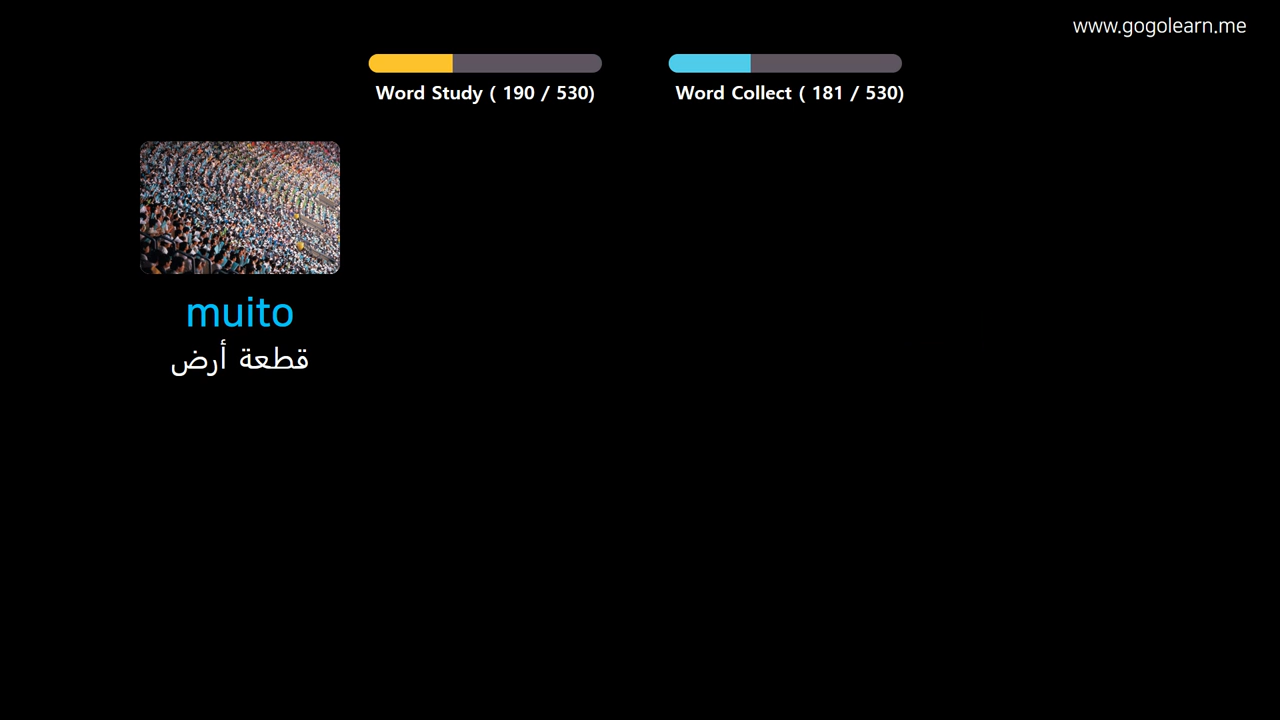 www.gogolearn.me
Word Study ( 190 / 530)
Word Collect ( 181 / 530)
muito
قطعة أرض